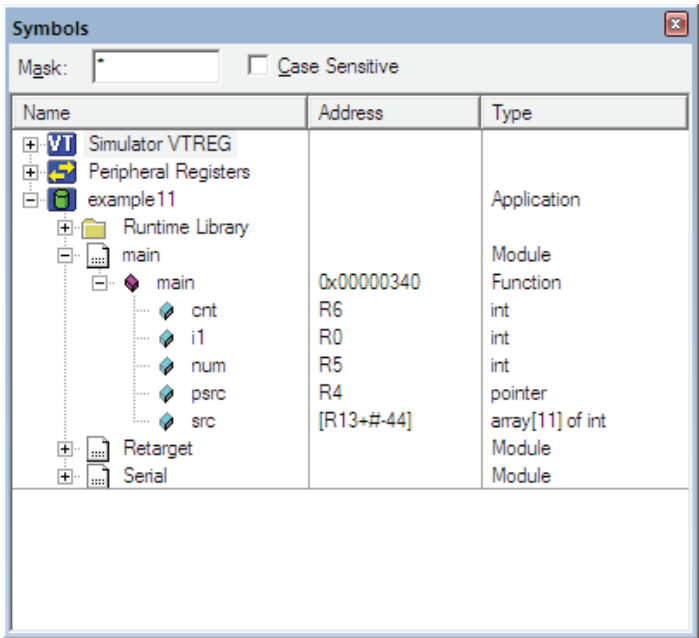 Symbols
Mask: * Case Sensitive
Name Address Type
VT Simulator VTREG
Peripheral Registers
example11 Application
Runtime Library
main Module
main 0x00000340 Function
cnt R6 int
i1 R0 int
num R5 int
psrc R4 pointer
src [R13+#-44] array[11] of int
Retarget Module
Serial Module